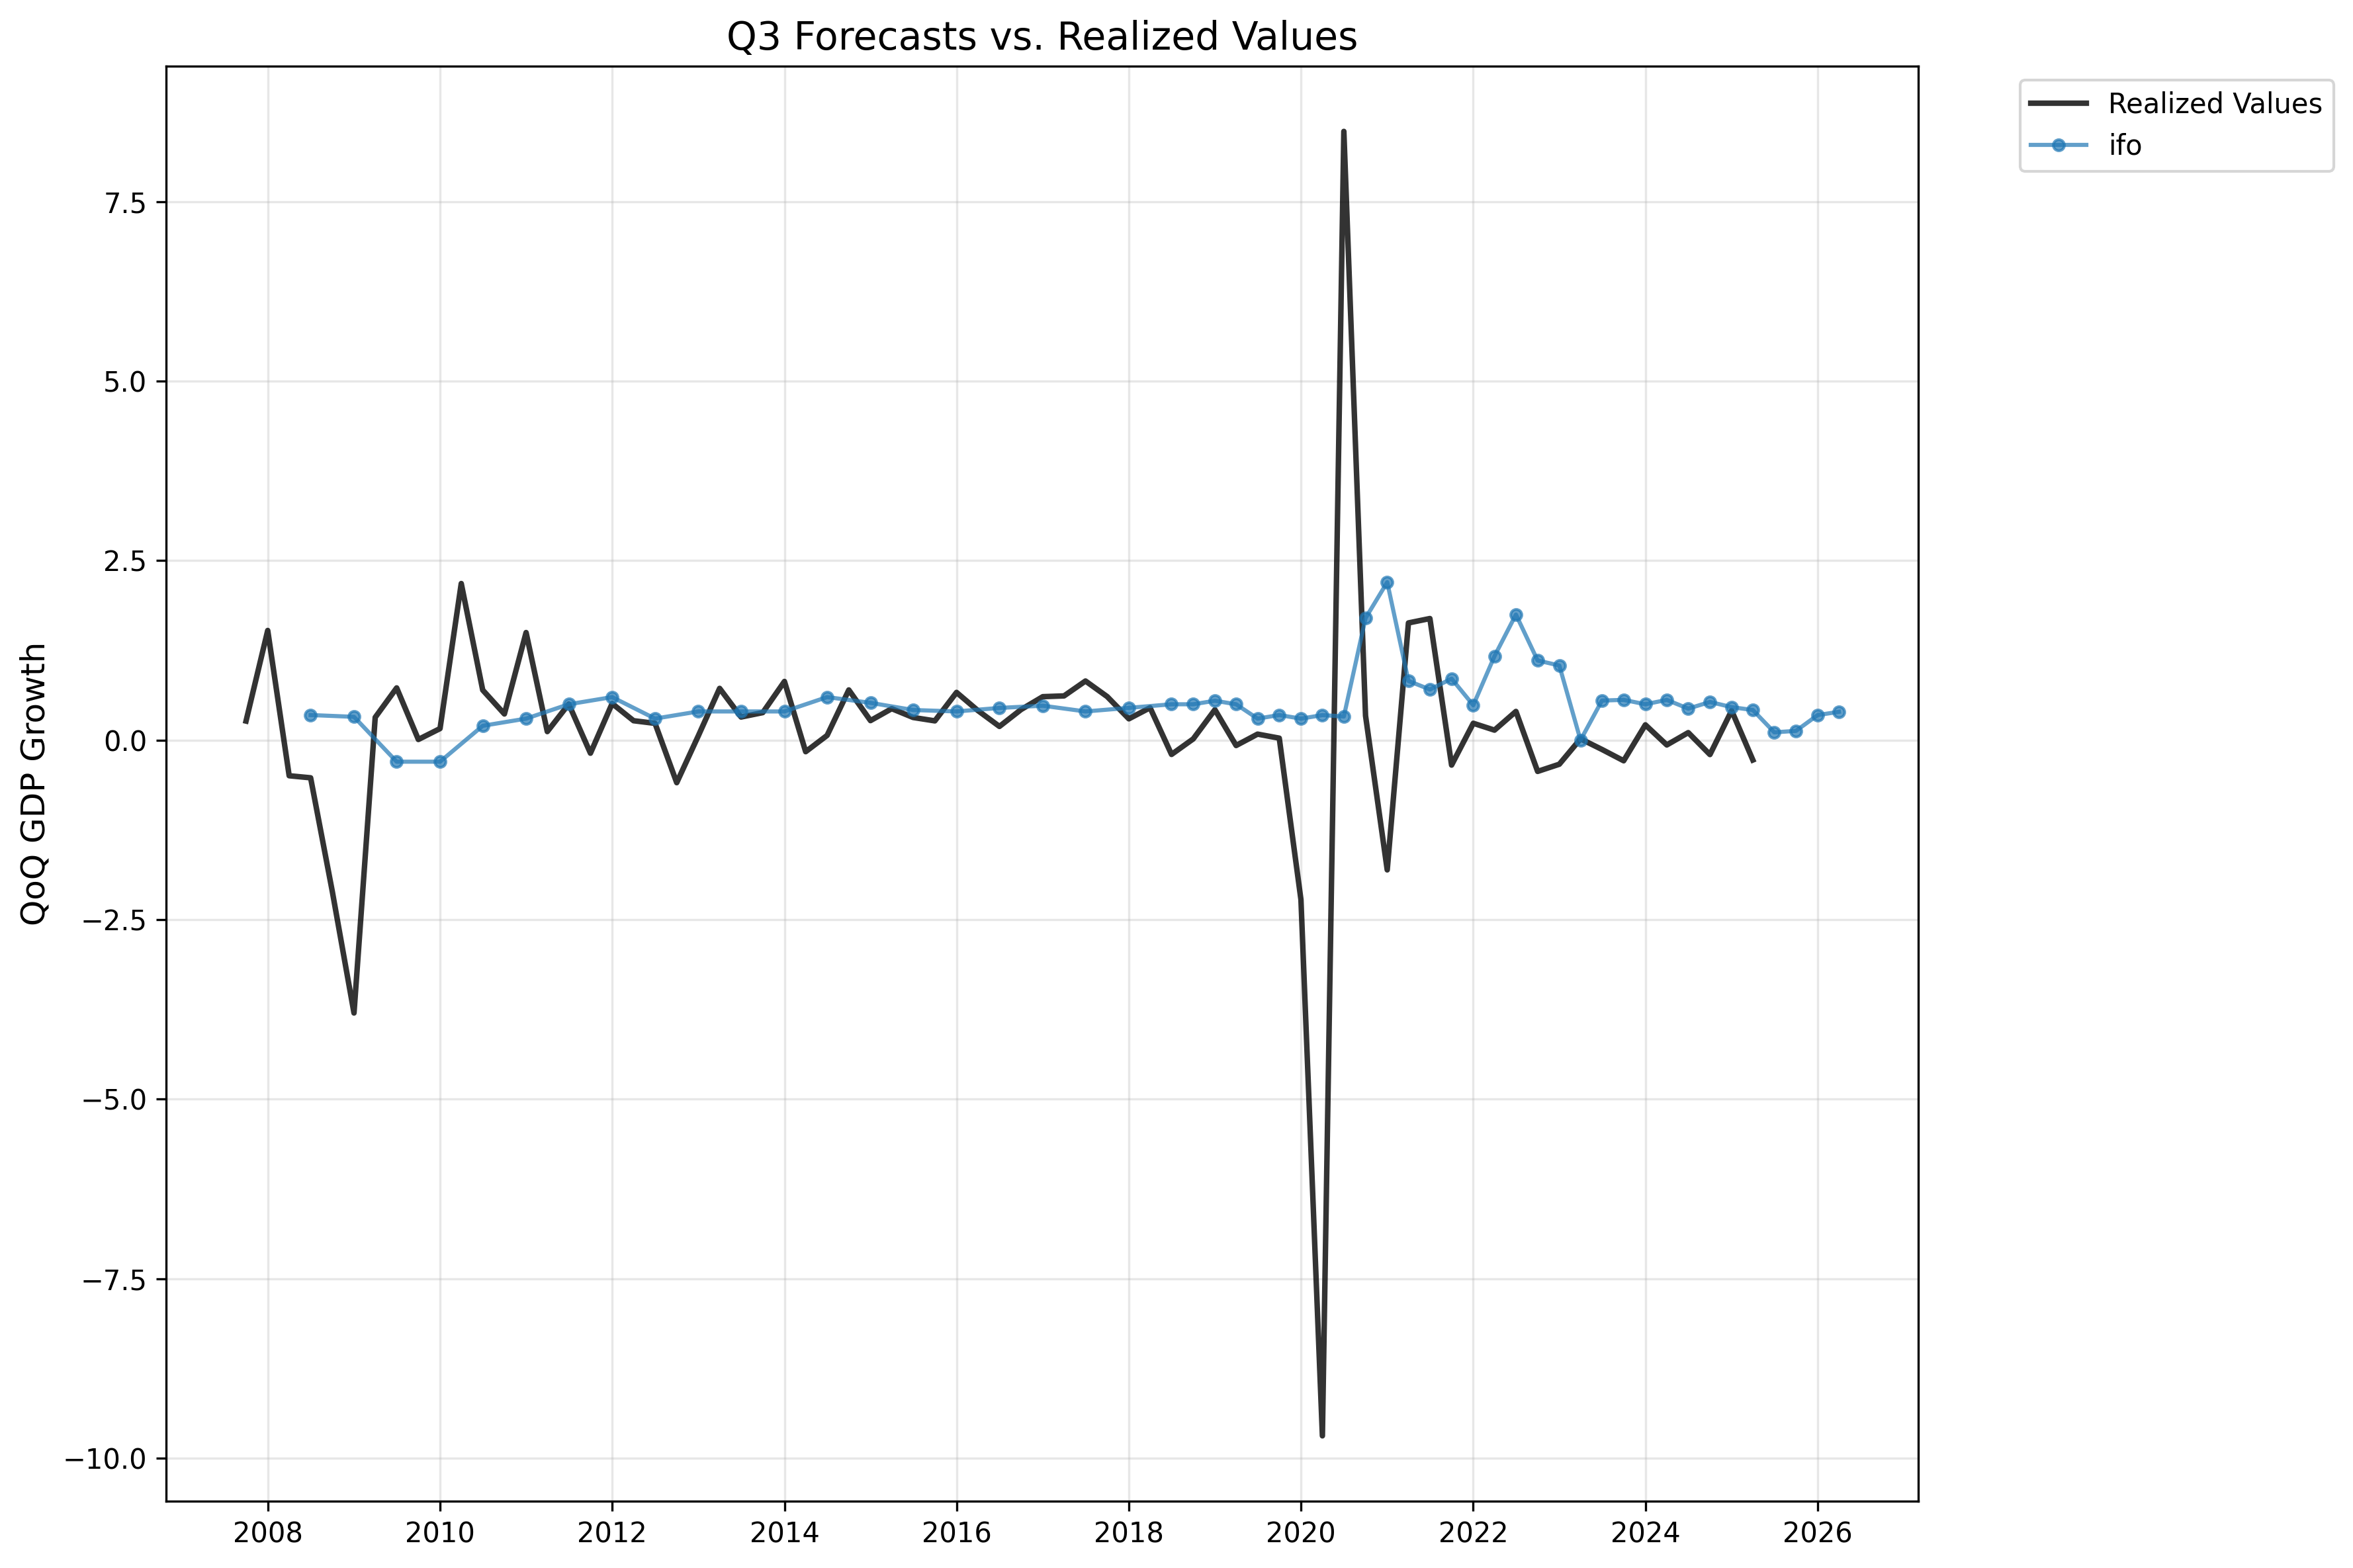 Q3 Forecasts vs. Realized Values
Realized Values
ifo
QoQ GDP Growth
7.5
5.0
2.5
0.0
−2.5
−5.0
−7.5
−10.0
2008 2010 2012 2014 2016 2018 2020 2022 2024 2026